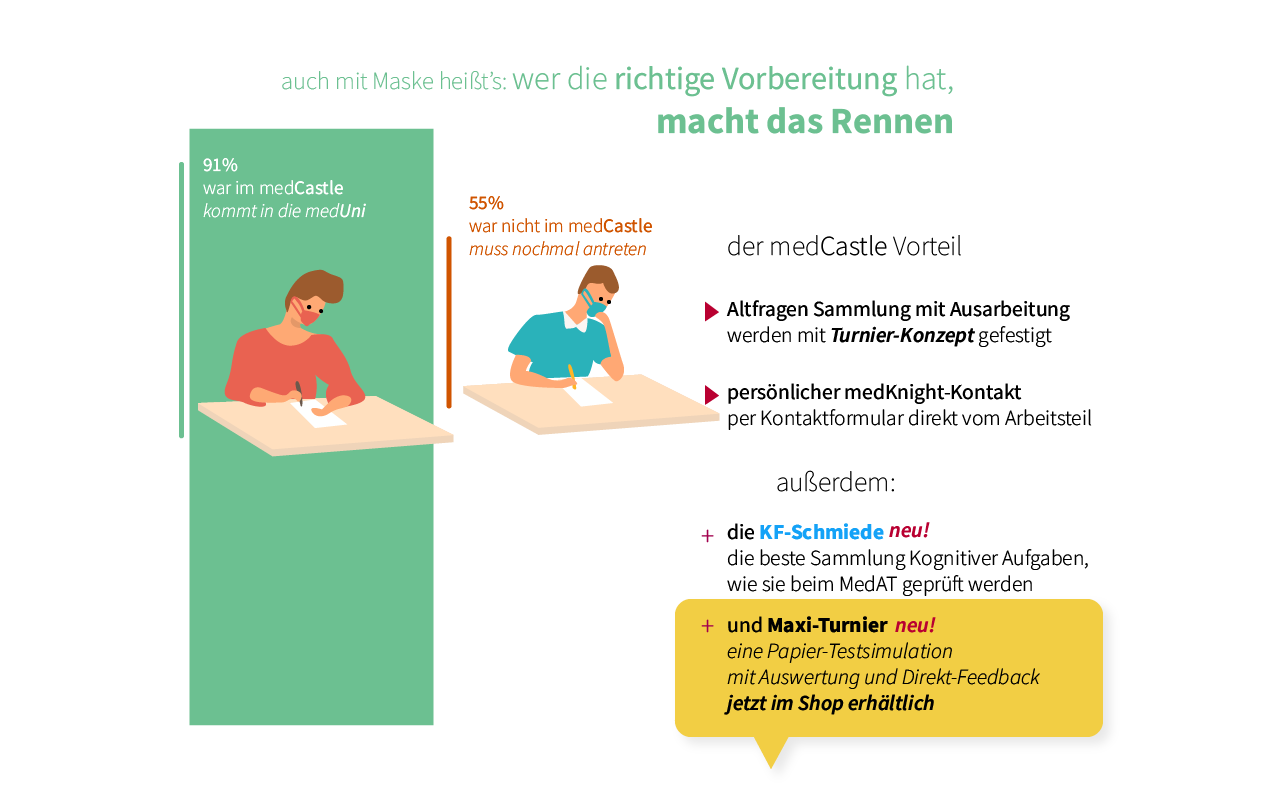 auch mit Maske heißt's: wer die richtige Vorbereitung hat,
macht das Rennen
91%
war im medCastle
kommt in die medUni
55%
war nicht im medCastle
muss nochmal antreten
der medCastle Vorteil
Altfragen Sammlung mit Ausarbeitung
werden mit Turnier-Konzept gefestigt
persönlicher medKnight-Kontakt
per Kontaktformular direkt vom Arbeitsteil
außerdem:
+ die KF-Schmiede neu!
die beste Sammlung Kognitiver Aufgaben,
wie sie beim MedAT geprüft werden
+ und Maxi-Turnier neu!
eine Papier-Testsimulation
mit Auswertung und Direkt-Feedback
jetzt im Shop erhältlich